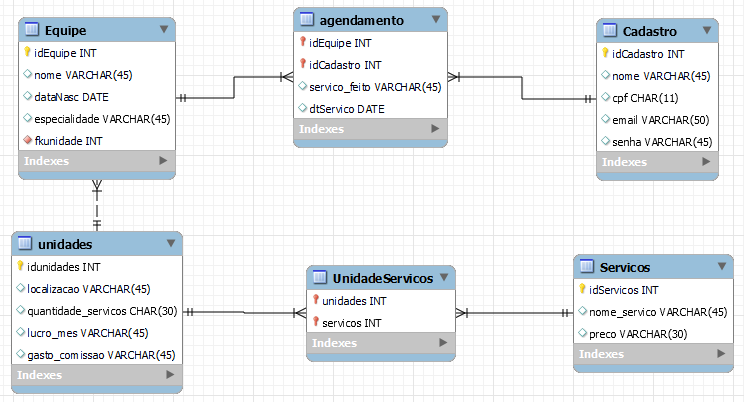 Equipe
idEquipe INT
nome VARCHAR(45)
dataNasc DATE
especialidade VARCHAR(45)
fkunidade INT
Indexes
agendamento
idEquipe INT
idCadastro INT
servico_feito VARCHAR(45)
dtServico DATE
Indexes
Cadastro
idCadastro INT
nome VARCHAR(45)
cpf CHAR(11)
email VARCHAR(50)
senha VARCHAR(45)
Indexes
unidades
idunidades INT
localizacao VARCHAR(45)
quantidade_servicos CHAR(30)
lucro_mes VARCHAR(45)
gasto_comissao VARCHAR(45)
Indexes
UnidadeServicos
unidades INT
servicos INT
Indexes
Servicos
idServicos INT
nome_servico VARCHAR(45)
preco VARCHAR(30)
Indexes